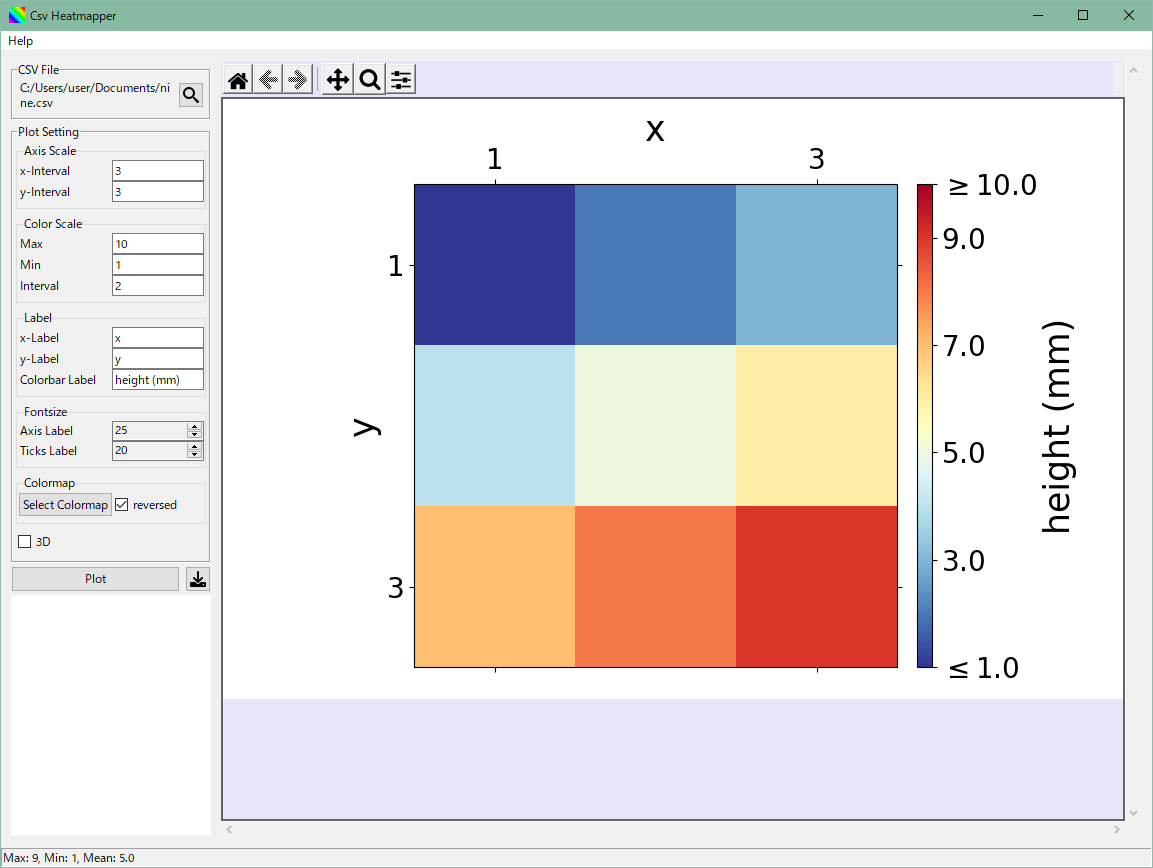 Csv Heatmapper
Help
CSV File
C:/Users/user/Documents/ni
ne.csv
Plot Setting
Axis Scale
x-Interval 3
y-Interval 3
Color Scale
Max 10
Min 1
Interval 2
Label
x-Label x
y-Label y
Colorbar Label height (mm)
Fontsize
Axis Label 25
Ticks Label 20
Colormap
Select Colormap reversed
3D
Plot
x
1 3
1
3
y
≥ 10.0
9.0
7.0
5.0
3.0
≤ 1.0
height (mm)
Max: 9, Min: 1, Mean: 5.0